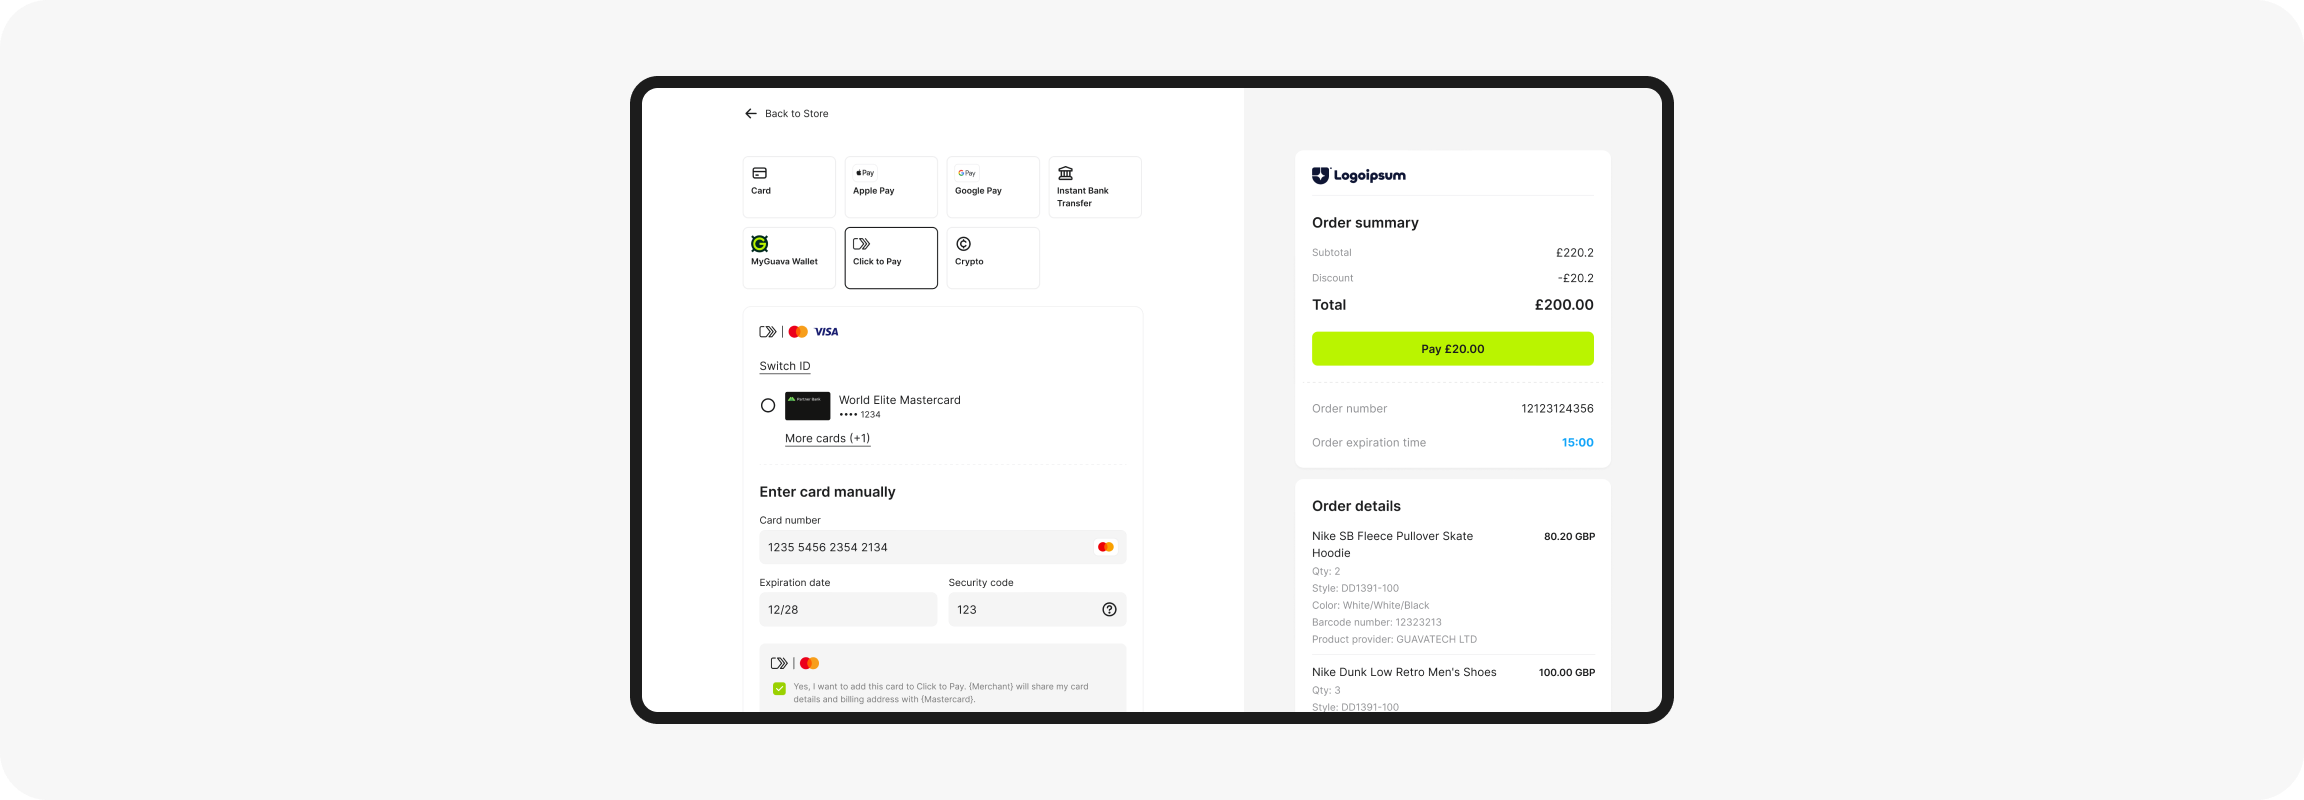 Back to Store
Card
Pay
Apple Pay
G Pay
Google Pay
Instant Bank
Transfer
MyGuava Wallet
Click to Pay
Crypto
VISA
Switch ID
Partner Bank
World Elite Mastercard
•••• 1234
More cards (+1)
Enter card manually
Card number
1235 5456 2354 2134
Expiration date
Security code
12/28
123
Yes, I want to add this card to Click to Pay. {Merchant} will share my card
details and billing address with {Mastercard}.
Logoipsum
Order summary
Subtotal £220.2
Discount -£20.2
Total £200.00
Pay £20.00
Order number 12123124356
Order expiration time 15:00
Order details
Nike SB Fleece Pullover Skate 80.20 GBP
Hoodie
Qty: 2
Style: DD1391-100
Color: White/White/Black
Barcode number: 12323213
Product provider: GUAVATECH LTD
Nike Dunk Low Retro Men's Shoes 100.00 GBP
Qty: 3
Style: DD1391-100